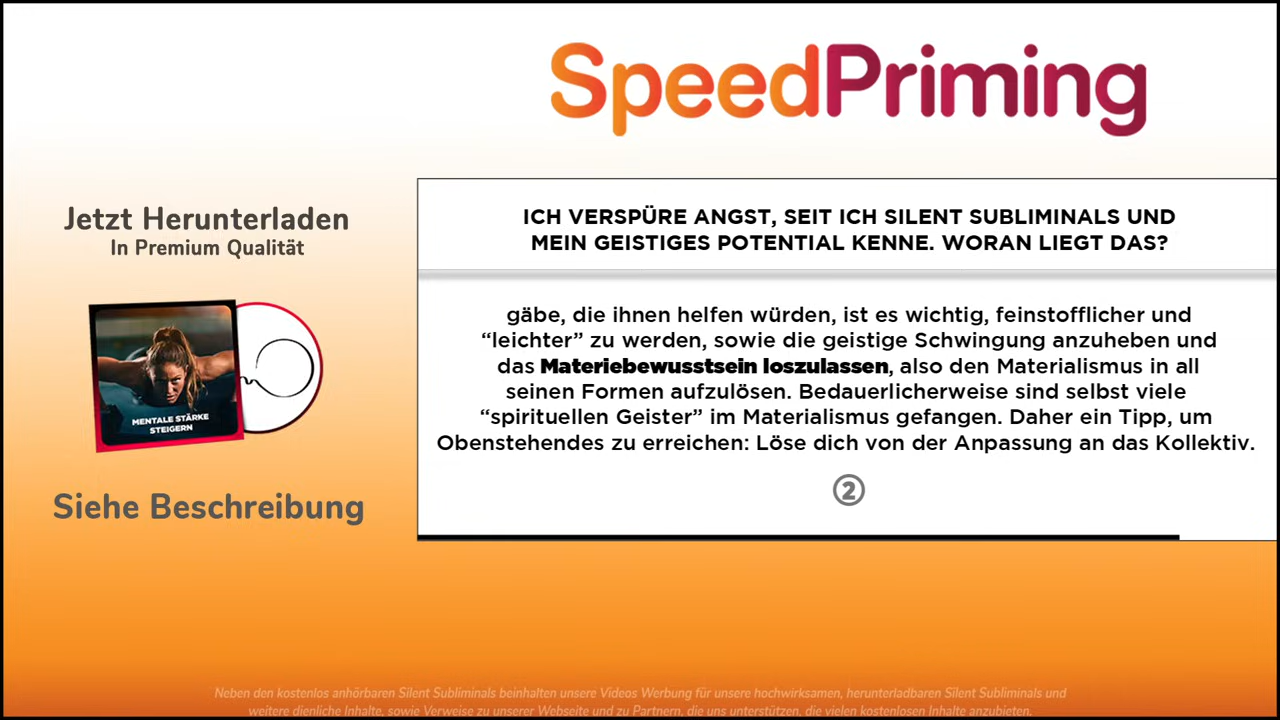 SpeedPriming
Jetzt Herunterladen
In Premium Qualität
MENTALE STÄRKE
STEIGERN
Siehe Beschreibung
ICH VERSPÜRE ANGST, SEIT ICH SILENT SUBLIMINALS UND
MEIN GEISTIGES POTENTIAL KENNE. WORAN LIEGT DAS?
gäbe, die ihnen helfen würden, ist es wichtig, feinstofflicher und
“leichter” zu werden, sowie die geistige Schwingung anzuheben und
das Materiebewusstsein loszulassen, also den Materialismus in all
seinen Formen aufzulösen. Bedauerlicherweise sind selbst viele
“spirituellen Geister” im Materialismus gefangen. Daher ein Tipp, um
Obenstehendes zu erreichen: Löse dich von der Anpassung an das Kollektiv.
②
Neben den kostenlos anhörbaren Silent Subliminals beinhalten unsere Videos Werbung für unsere hochwirksamen, herunterladbaren Silent Subliminals und
weitere dienliche Inhalte, sowie Verweise zu unserer Webseite und zu Partnern, die uns unterstützen, die vielen kostenlosen Inhalte anzubieten.